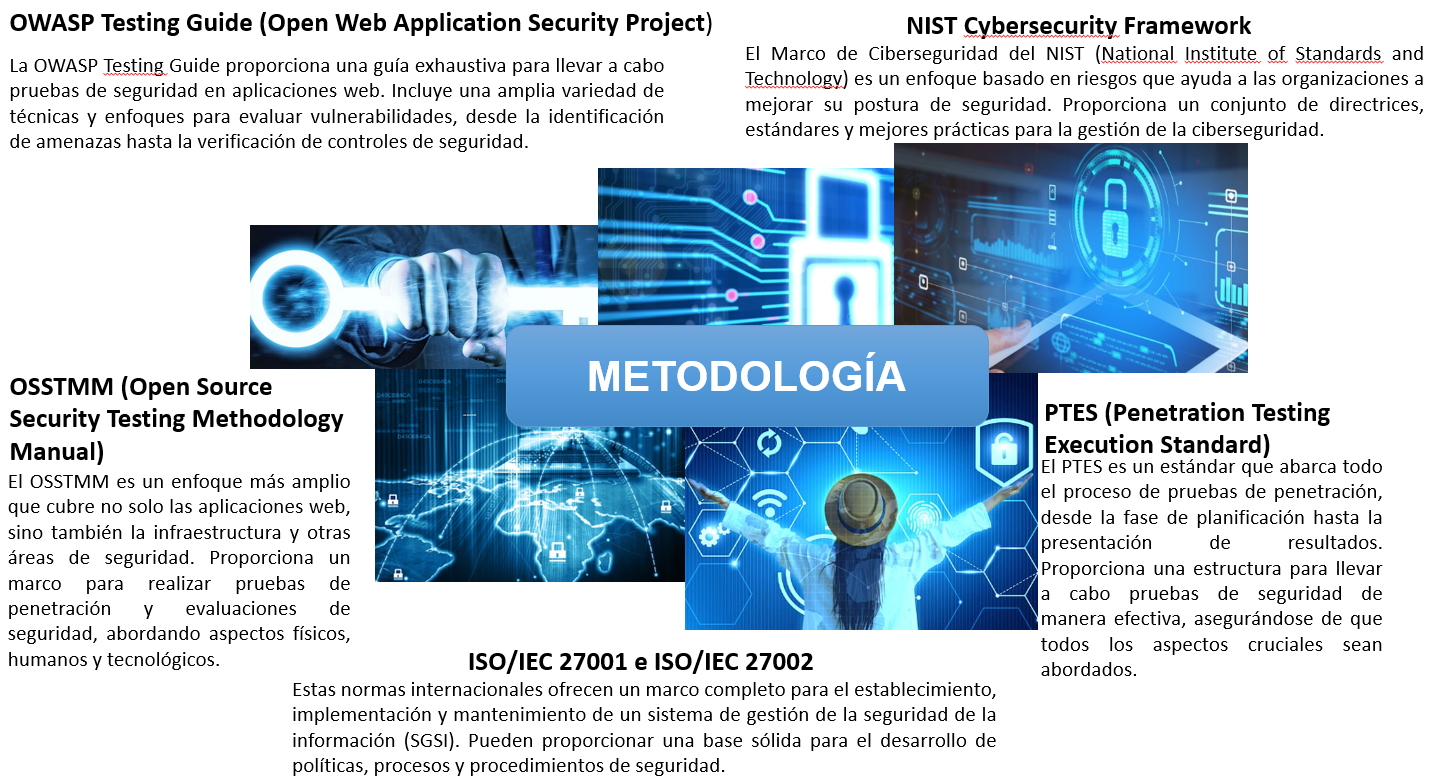 OWASP Testing Guide (Open Web Application Security Project)
La OWASP Testing Guide proporciona una guía exhaustiva para llevar a cabo
pruebas de seguridad en aplicaciones web. Incluye una amplia variedad de
técnicas y enfoques para evaluar vulnerabilidades, desde la identificación
de amenazas hasta la verificación de controles de seguridad.
NIST Cybersecurity Framework
El Marco de Ciberseguridad del NIST (National Institute of Standards and
Technology) es un enfoque basado en riesgos que ayuda a las organizaciones a
mejorar su postura de seguridad. Proporciona un conjunto de directrices,
estándares y mejores prácticas para la gestión de la ciberseguridad.
METODOLOGÍA
OSSTMM (Open Source
Security Testing Methodology
Manual)
El OSSTMM es un enfoque más amplio
que cubre no solo las aplicaciones web,
sino también la infraestructura y otras
áreas de seguridad. Proporciona un
marco para realizar pruebas de
penetración y evaluaciones de
seguridad, abordando aspectos físicos,
humanos y tecnológicos.
PTES (Penetration Testing
Execution Standard)
El PTES es un estándar que abarca todo
el proceso de pruebas de penetración,
desde la fase de planificación hasta la
presentación de resultados.
Proporciona una estructura para llevar
a cabo pruebas de seguridad de
manera efectiva, asegurándose de que
todos los aspectos cruciales sean
abordados.
ISO/IEC 27001 e ISO/IEC 27002
Estas normas internacionales ofrecen un marco completo para el establecimiento,
implementación y mantenimiento de un sistema de gestión de la seguridad de la
información (SGSI). Pueden proporcionar una base sólida para el desarrollo de
políticas, procesos y procedimientos de seguridad.